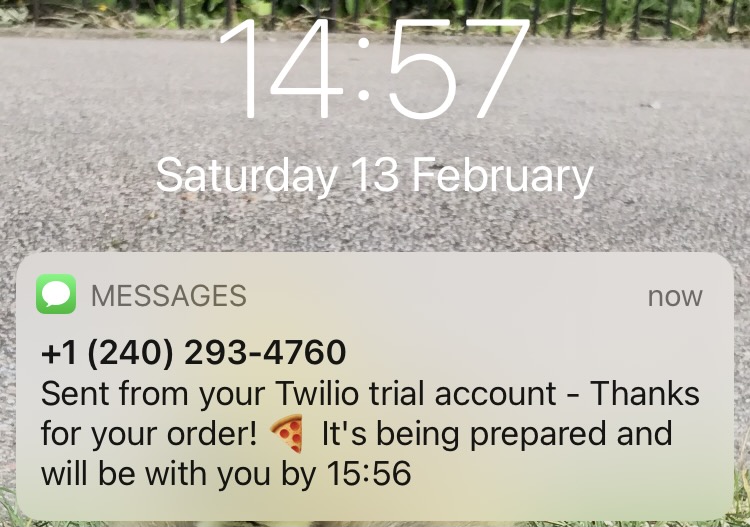 14:57
Saturday 13 February
MESSAGES now
+1 (240) 293-4760
Sent from your Twilio trial account - Thanks
for your order! 🍕 It's being prepared and
will be with you by 15:56